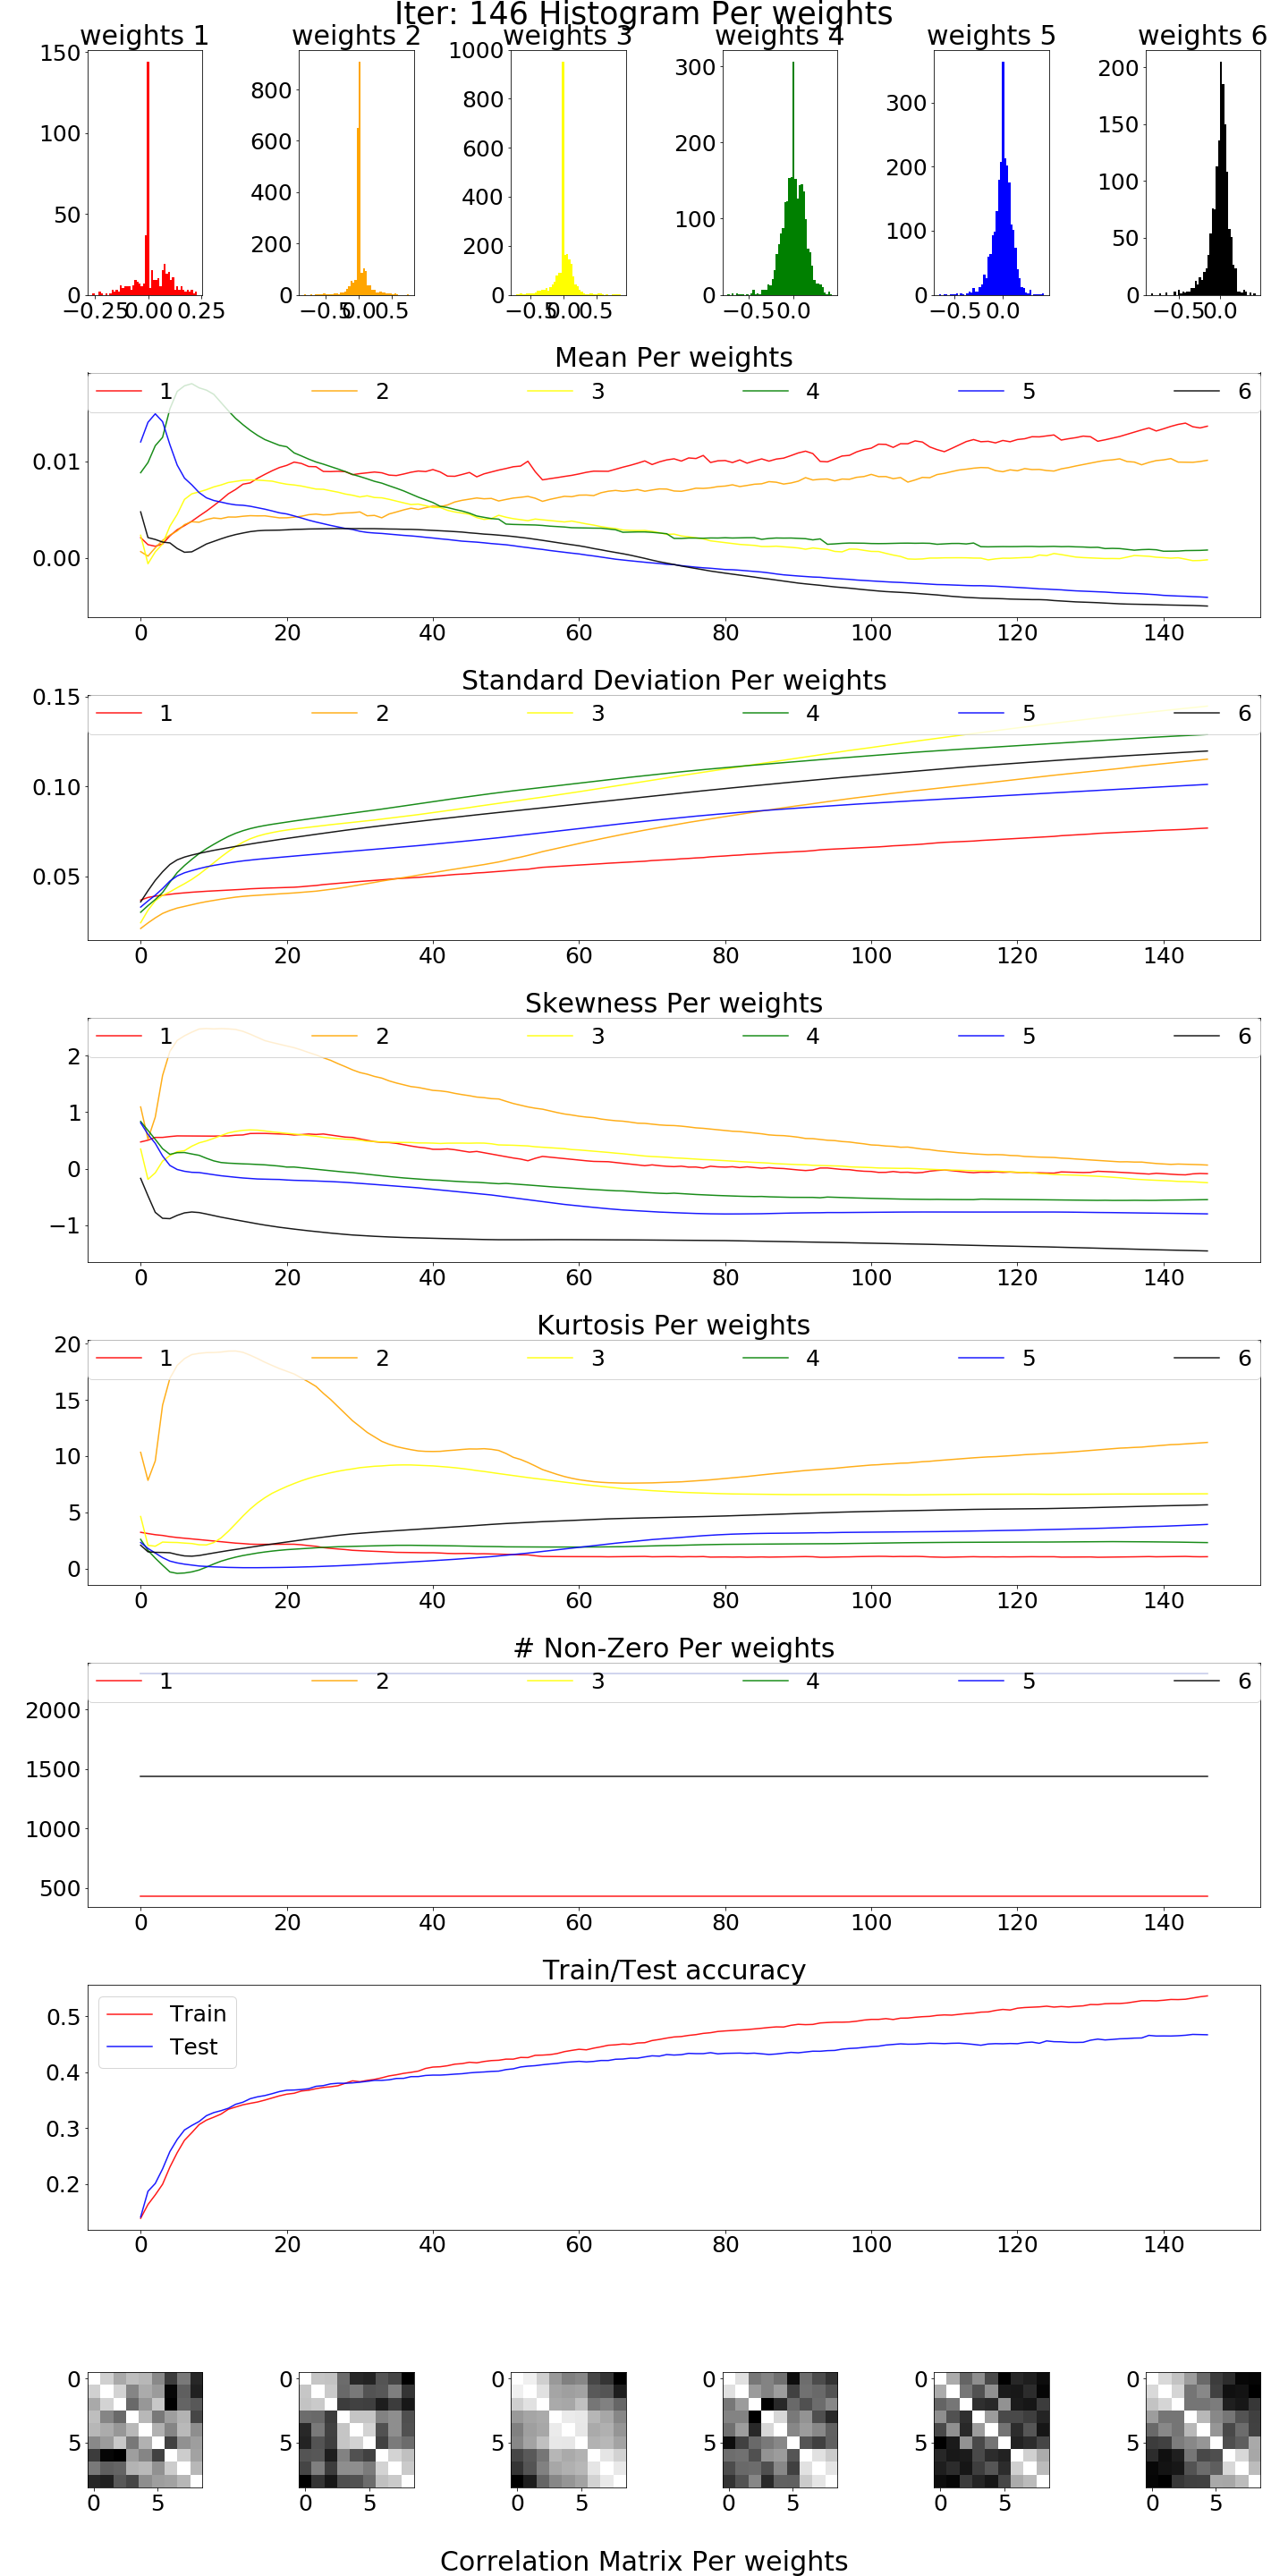 Iter: 146 Histogram Per weights
weights 1 weights 2 weights 3 weights 4 weights 5 weights 6
150 100 50 0
−0.25 0.00 0.25
800 600 400 200 0
−0.5 0.0 0.5
1000 800 600 400 200 0
−0.5 0.0 0.5
300 200 100 0
−0.5 0.0
300 200 100 0
−0.5 0.0
200 150 100 50 0
−0.5 0.0
Mean Per weights
1 2 3 4 5 6
0.01
0.00
0 20 40 60 80 100 120 140
Standard Deviation Per weights
0.15
1 2 3 4 5 6
0.10
0.05
0 20 40 60 80 100 120 140
Skewness Per weights
1 2 3 4 5 6
2
1
0
−1
0 20 40 60 80 100 120 140
Kurtosis Per weights
20
1 2 3 4 5 6
15
10
5
0
0 20 40 60 80 100 120 140
# Non-Zero Per weights
1 2 3 4 5 6
2000
1500
1000
500
0 20 40 60 80 100 120 140
Train/Test accuracy
Train
Test
0.5
0.4
0.3
0.2
0 20 40 60 80 100 120 140
0 0 0 0 0 0
5 5 5 5 5 5
0 5 0 5 0 5 0 5 0 5 0 5
Correlation Matrix Per weights